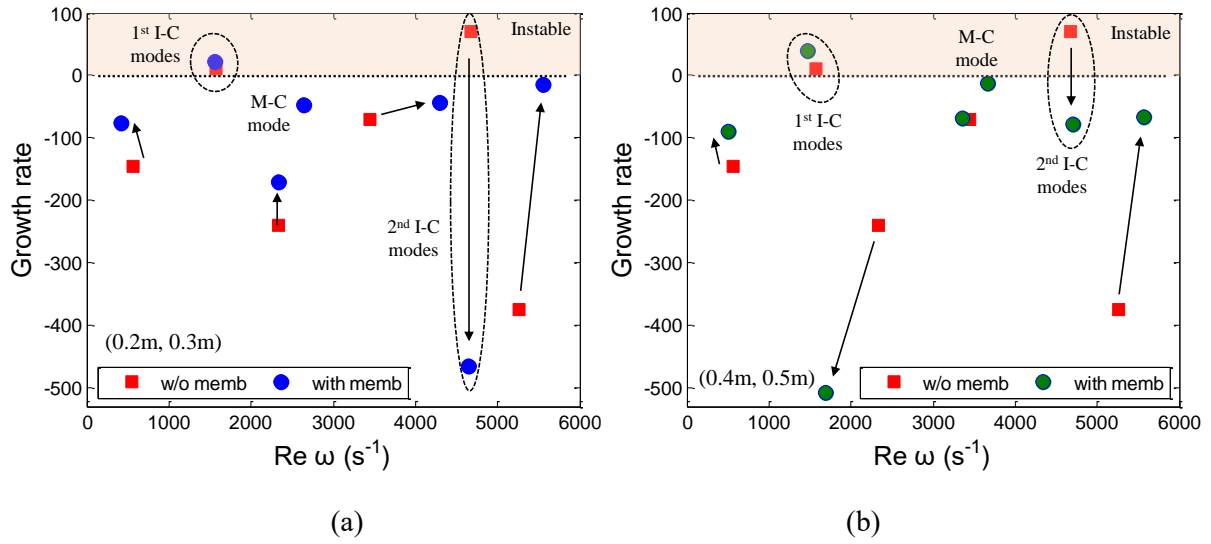 100
0
-100
-200
-300
-400
-500
Growth rate
1st I-C
modes
Instable
M-C
mode
2nd I-C
modes
(0.2m, 0.3m)
w/o memb with memb
0 1000 2000 3000 4000 5000 6000
Re ω (s-1)
(a)
100
0
-100
-200
-300
-400
-500
Growth rate
Instable
M-C
mode
1st I-C
modes
2nd I-C
modes
(0.4m, 0.5m)
w/o memb with memb
0 1000 2000 3000 4000 5000 6000
Re ω (s-1)
(b)